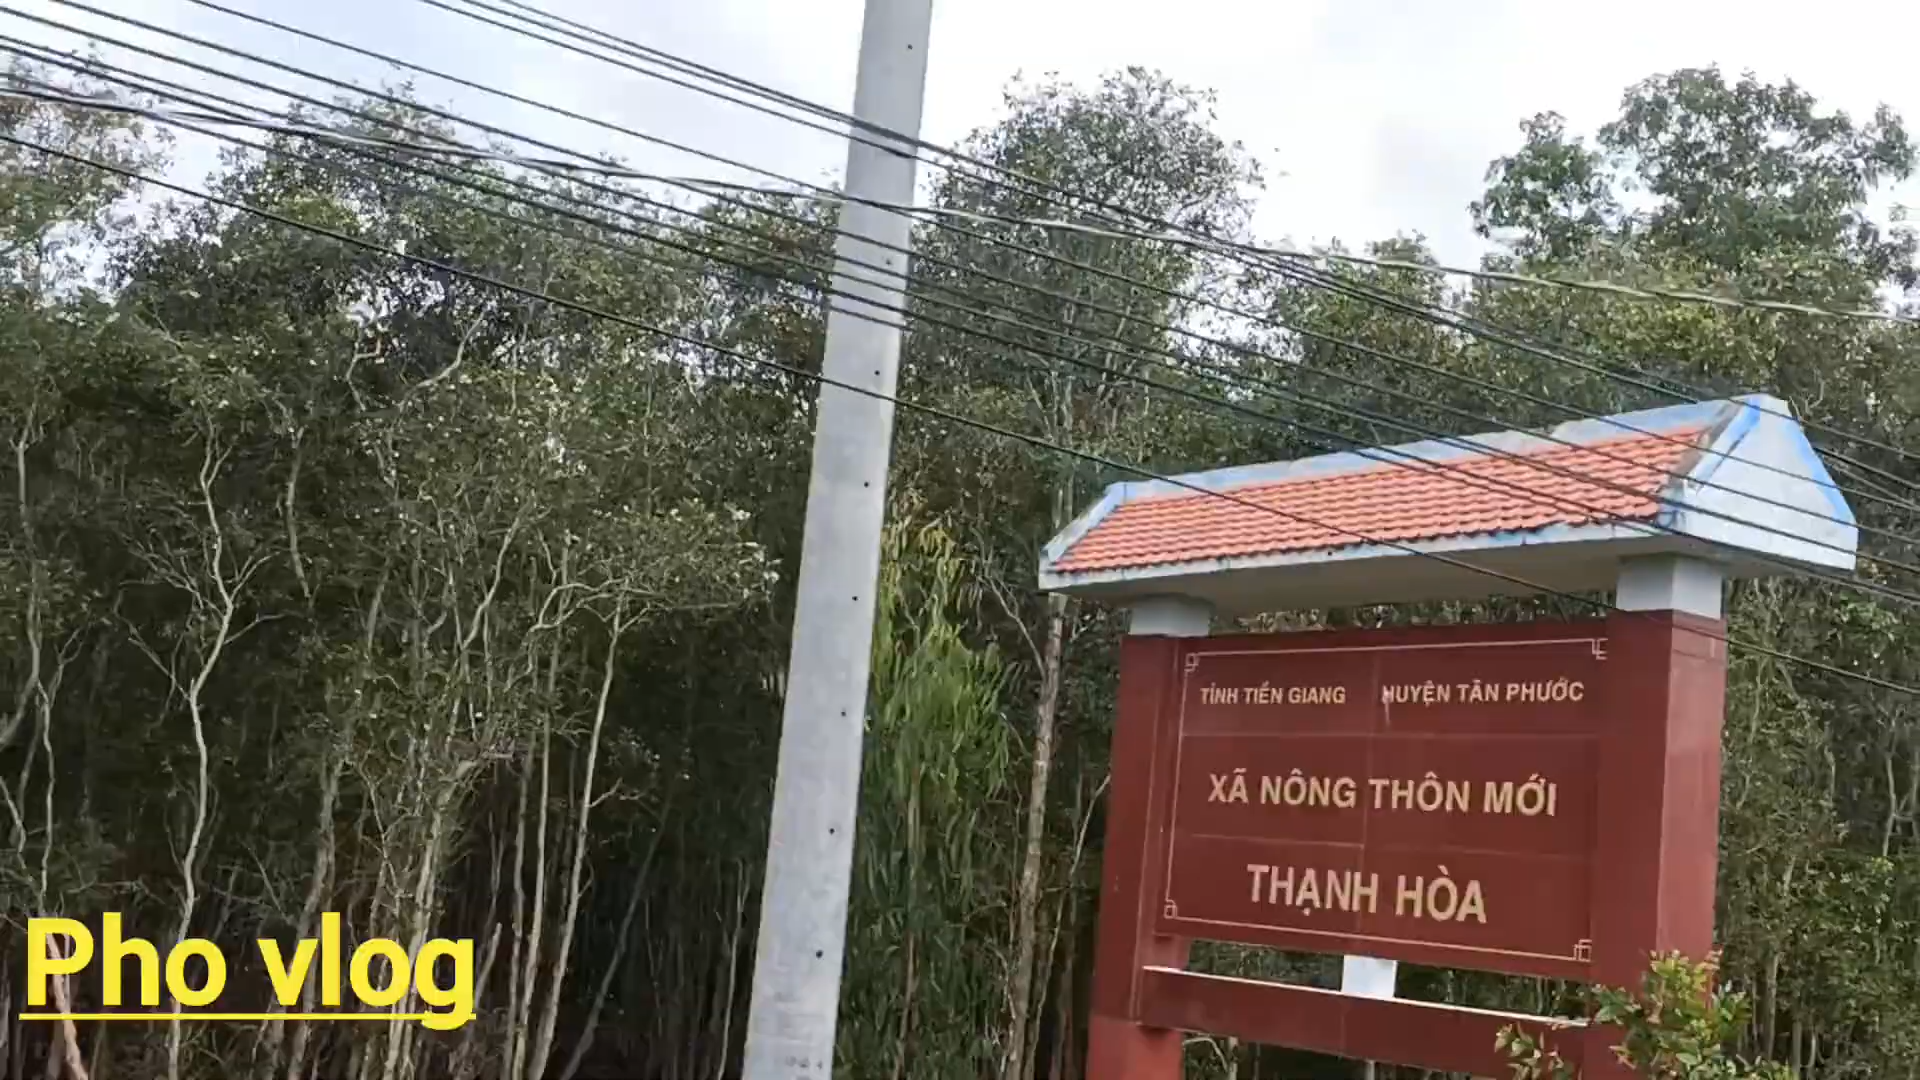 TỈNH TIỀN GIANG HUYỆN TÂN PHƯỚC
XÃ NÔNG THÔN MỚI
THẠNH HÒA
Pho vlog